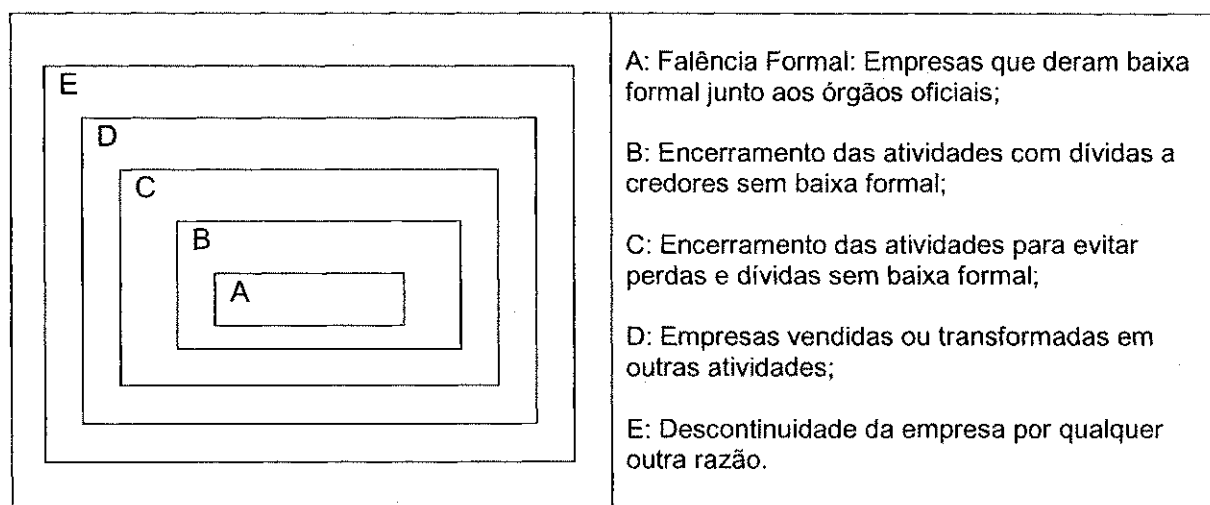 E
D
C
B
A
A: Falência Formal: Empresas que deram baixa
formal junto aos órgãos oficiais;
B: Encerramento das atividades com dívidas a
credores sem baixa formal;
C: Encerramento das atividades para evitar
perdas e dívidas sem baixa formal;
D: Empresas vendidas ou transformadas em
outras atividades;
E: Descontinuidade da empresa por qualquer
outra razão.